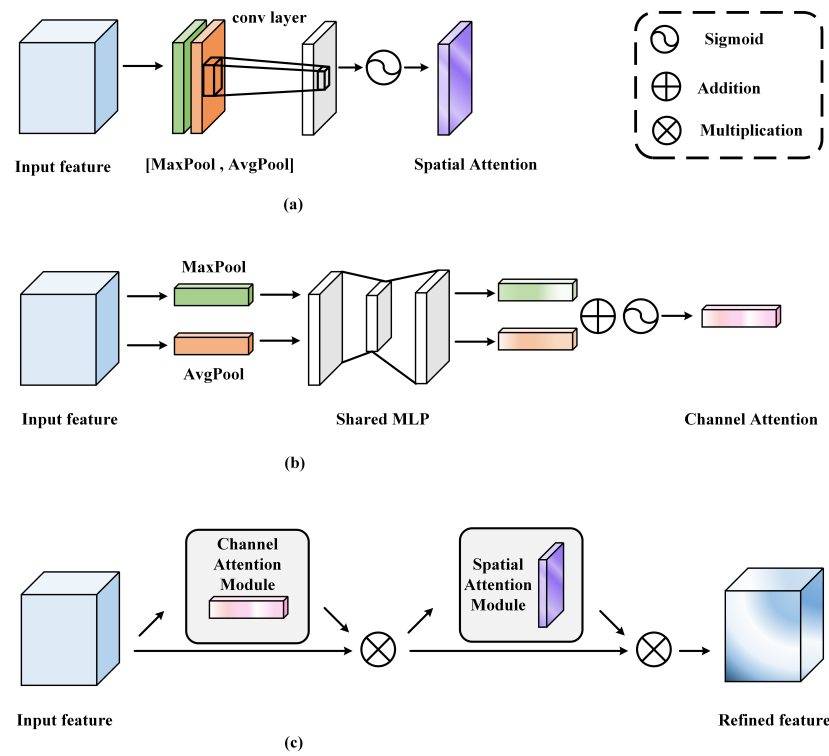 conv layer
Input feature
[MaxPool , AvgPool]
Spatial Attention
Sigmoid
Addition
Multiplication
(a)
MaxPool
AvgPool
Input feature
Shared MLP
Channel Attention
(b)
Channel
Attention
Module
Spatial
Attention
Module
Input feature
Refined feature
(c)